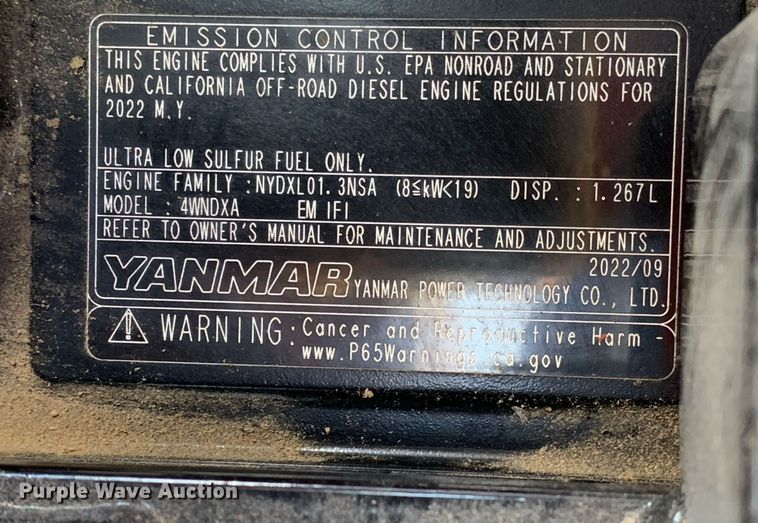 EMISSION CONTROL INFORMATION
THIS ENGINE COMPLIES WITH U.S. EPA NONROAD AND STATIONARY
AND CALIFORNIA OFF-ROAD DIESEL ENGINE REGULATIONS FOR
2022 M.Y.
ULTRA LOW SULFUR FUEL ONLY.
ENGINE FAMILY : NYDXL01.3NSA (8≦kW<19) DISP. : 1.267L
MODEL : 4WNDXA EM IFI
REFER TO OWNER'S MANUAL FOR MAINTENANCE AND ADJUSTMENTS.
2022/09
YANMAR YANMAR POWER TECHNOLOGY CO., LTD.
WARNING: Cancer and Reproductive Harm -
www.P65Warnings.ca.gov
Purple Wave Auction